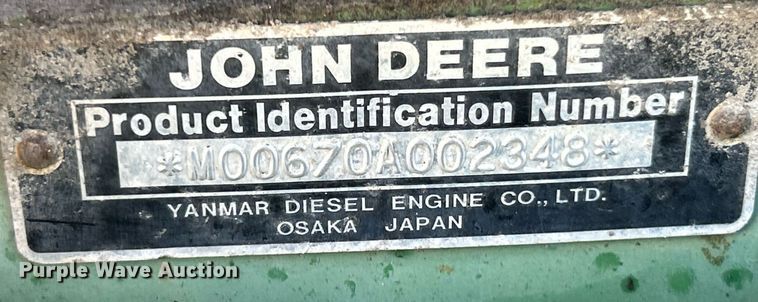 JOHN DEERE
Product Identification Number
*M00670A002348*
YANMAR DIESEL ENGINE CO., LTD.
OSAKA JAPAN
Purple Wave Auction